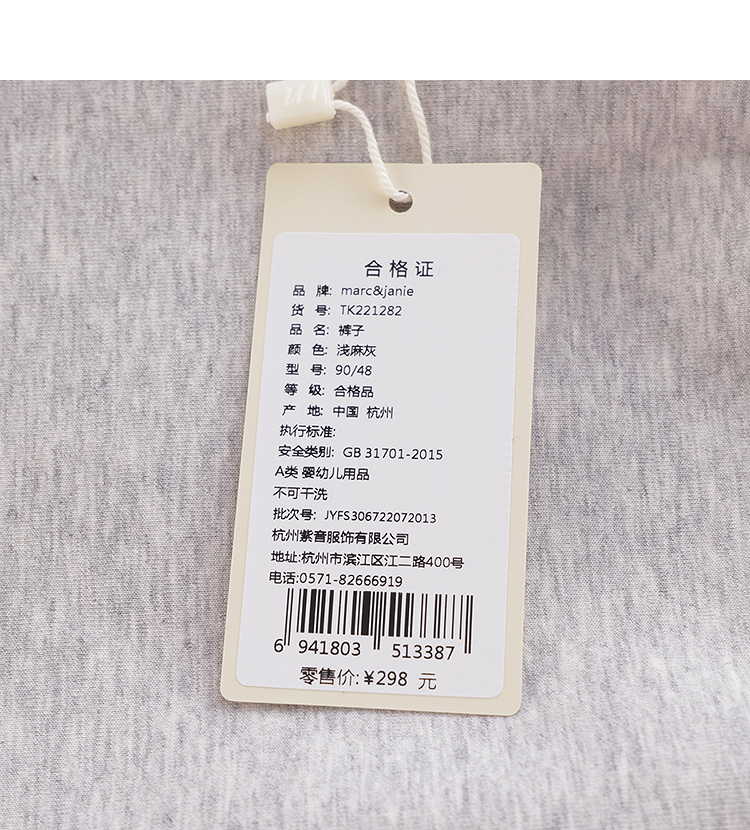 合格证
品 牌: marc&janie
货 号: TK221282
品 名: 裤子
颜 色: 浅麻灰
型 号: 90/48
等 级: 合格品
产 地: 中国 杭州
执行标准:
安全类别: GB 31701-2015
A类 婴幼儿用品
不可干洗
批次号: JYFS306722072013
杭州紫音服饰有限公司
地址:杭州市滨江区江二路400号
电话:0571-82666919
6 941803 513387
零售价:¥298 元